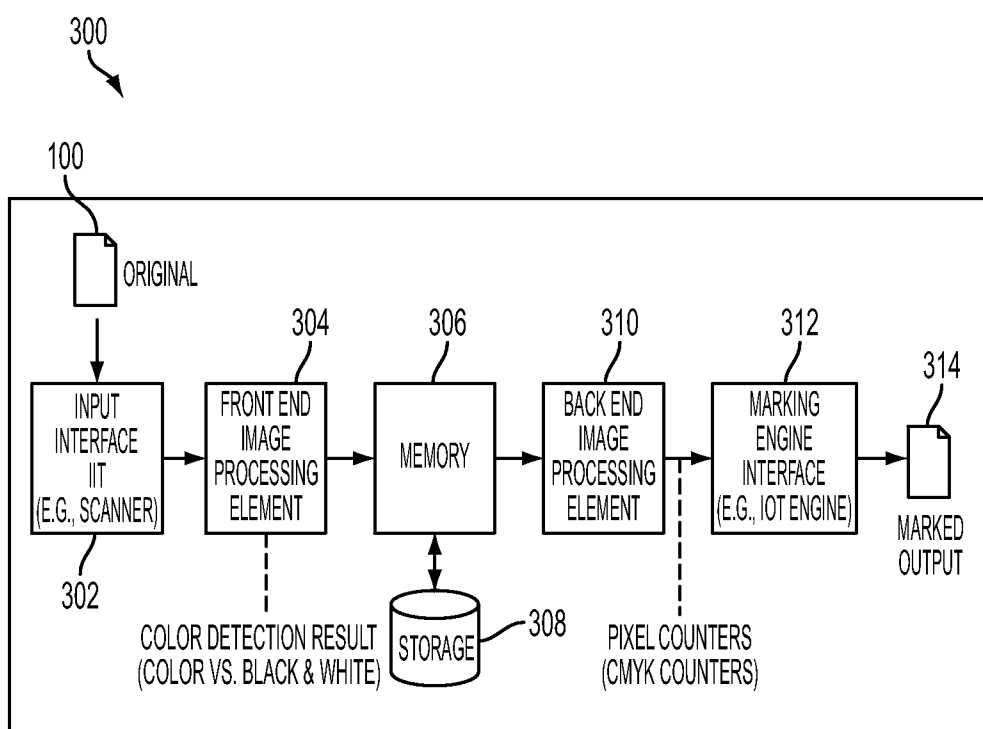 300
100
ORIGINAL
304
306
310
312
314
INPUT
INTERFACE
IIT
(E.G., SCANNER)
FRONT END
IMAGE
PROCESSING
ELEMENT
MEMORY
BACK END
IMAGE
PROCESSING
ELEMENT
MARKING
ENGINE
INTERFACE
(E.G., IOT ENGINE)
MARKED
OUTPUT
302
COLOR DETECTION RESULT
(COLOR VS. BLACK & WHITE)
STORAGE
308
PIXEL COUNTERS
(CMYK COUNTERS)